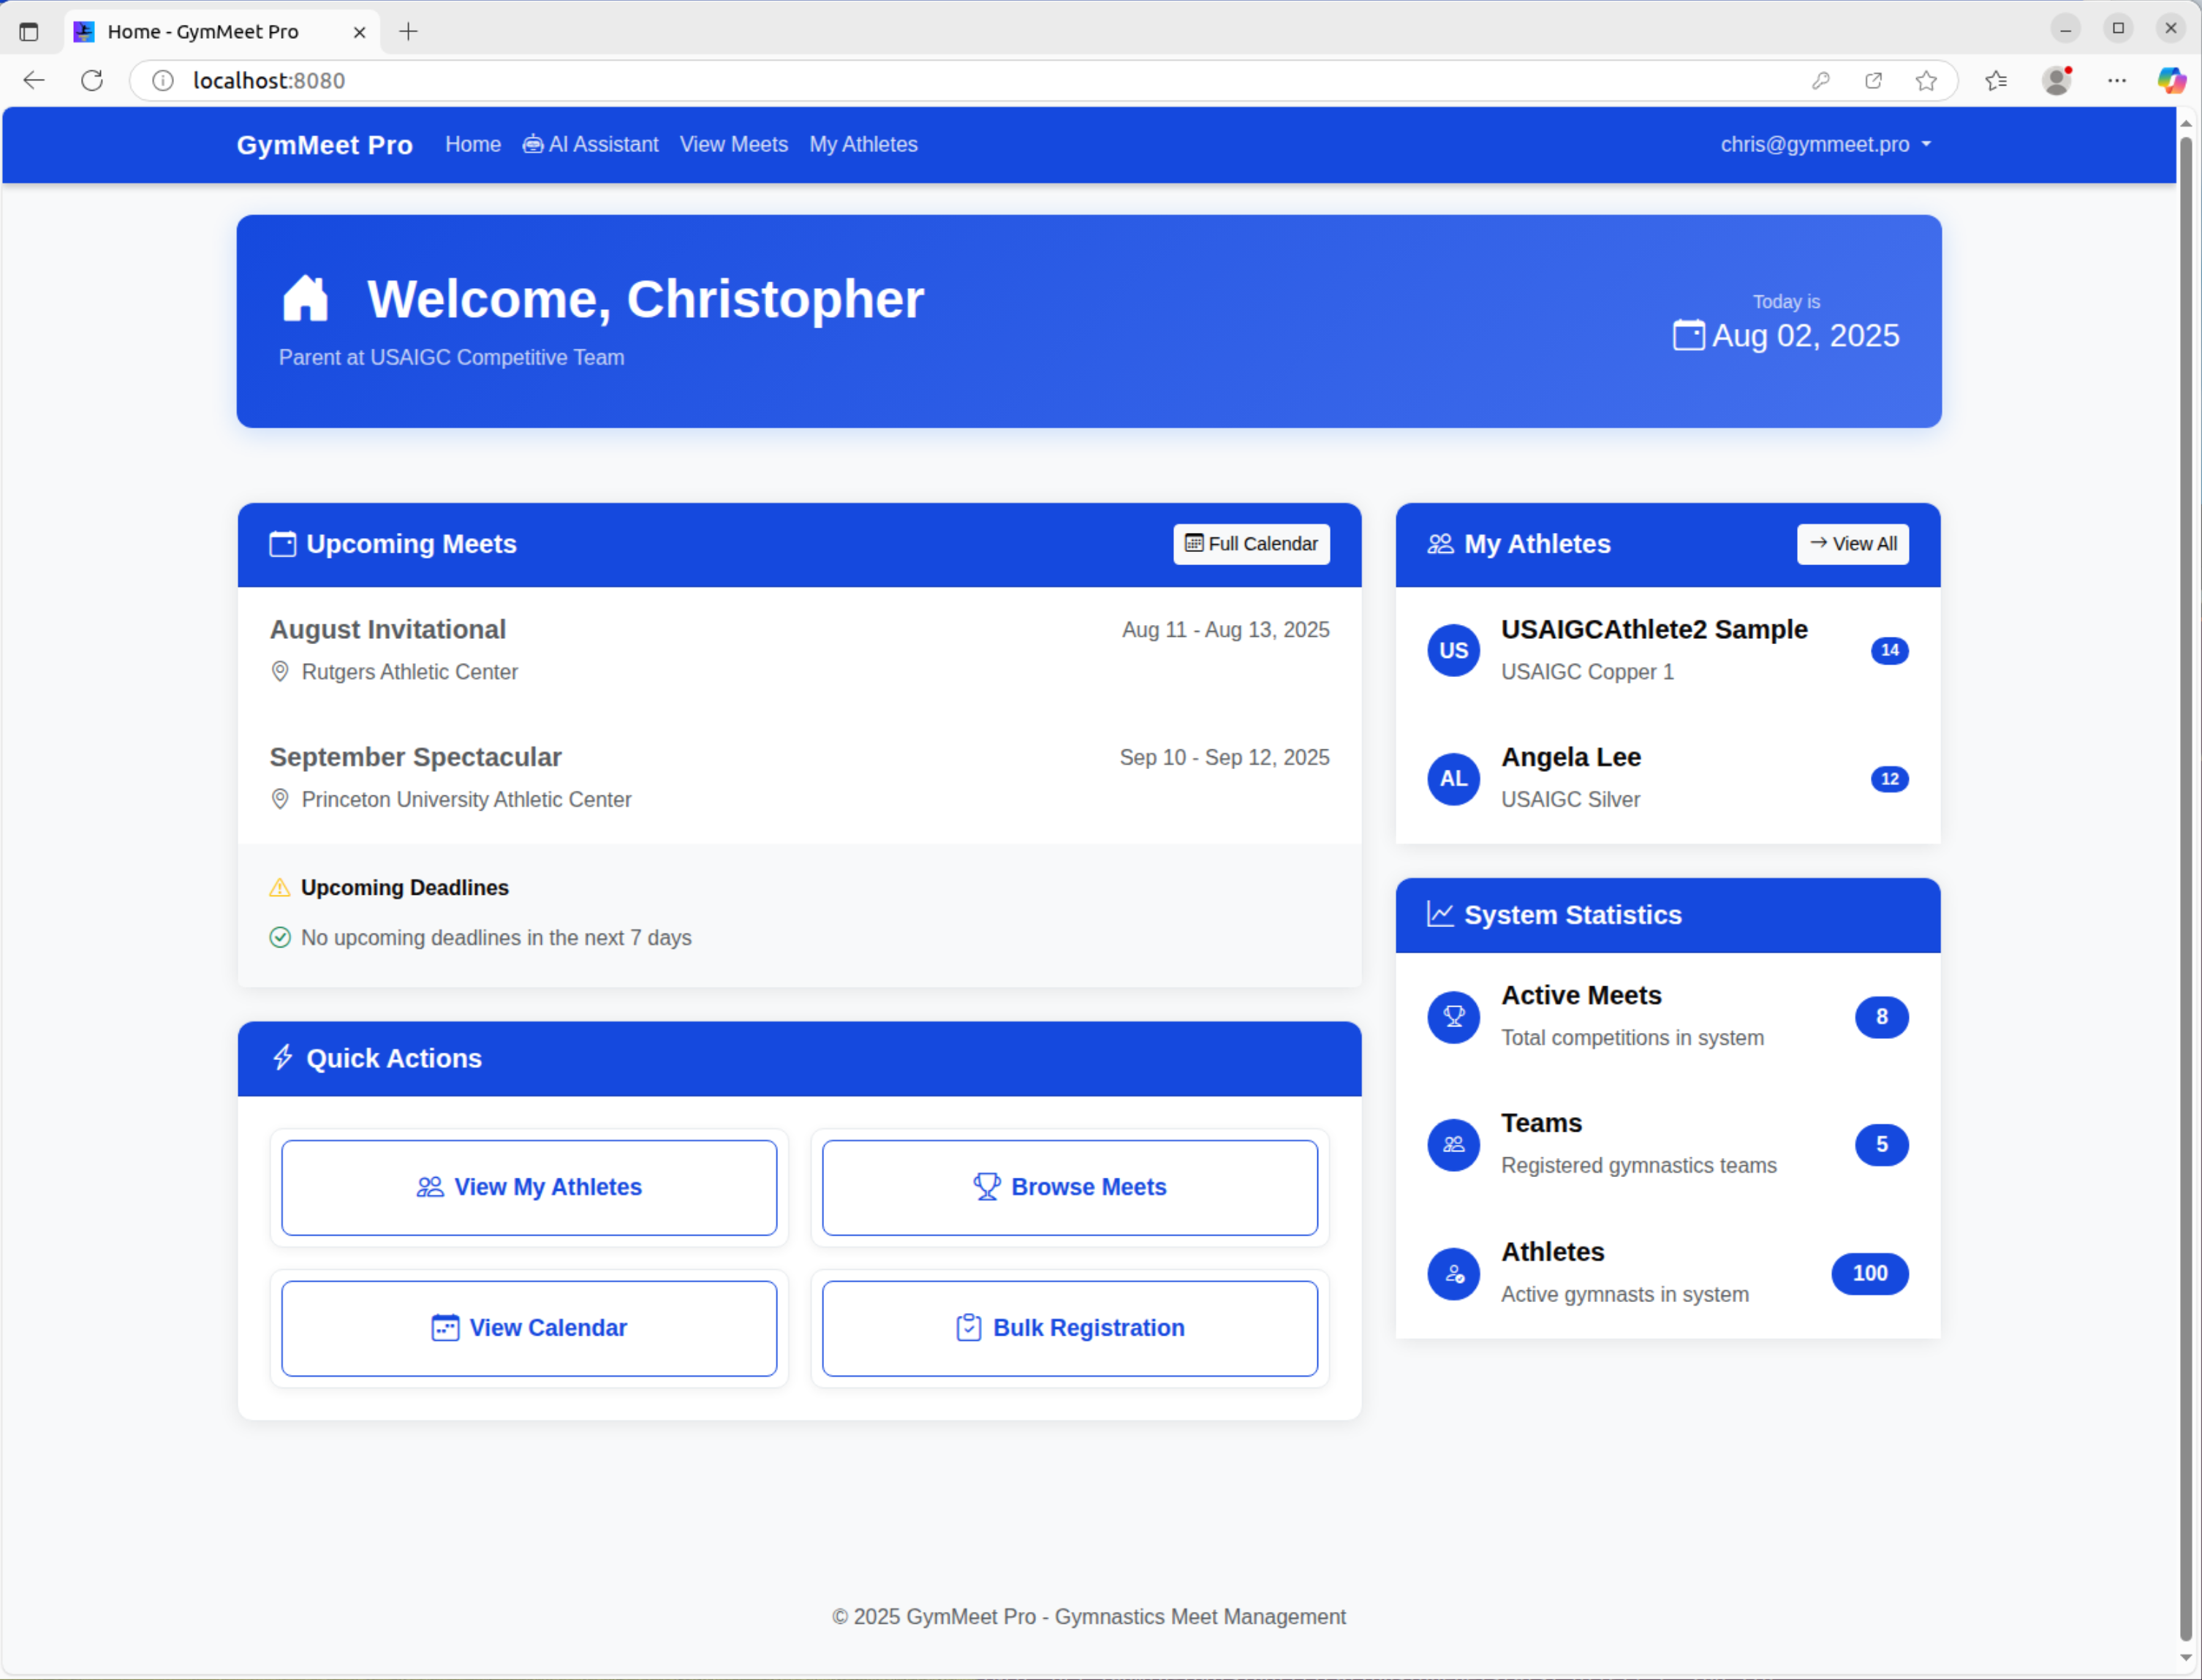 Home - GymMeet Pro
localhost:8080
GymMeet Pro Home AI Assistant View Meets My Athletes chris@gymmeet.pro
Welcome, Christopher
Parent at USAIGC Competitive Team
Today is
Aug 02, 2025
Upcoming Meets Full Calendar
August Invitational Aug 11 - Aug 13, 2025
Rutgers Athletic Center
September Spectacular Sep 10 - Sep 12, 2025
Princeton University Athletic Center
Upcoming Deadlines
No upcoming deadlines in the next 7 days
Quick Actions
View My Athletes
Browse Meets
View Calendar
Bulk Registration
My Athletes View All
US USAIGCAthlete2 Sample 14
USAIGC Copper 1
AL Angela Lee 12
USAIGC Silver
System Statistics
Active Meets 8
Total competitions in system
Teams 5
Registered gymnastics teams
Athletes 100
Active gymnasts in system
© 2025 GymMeet Pro - Gymnastics Meet Management